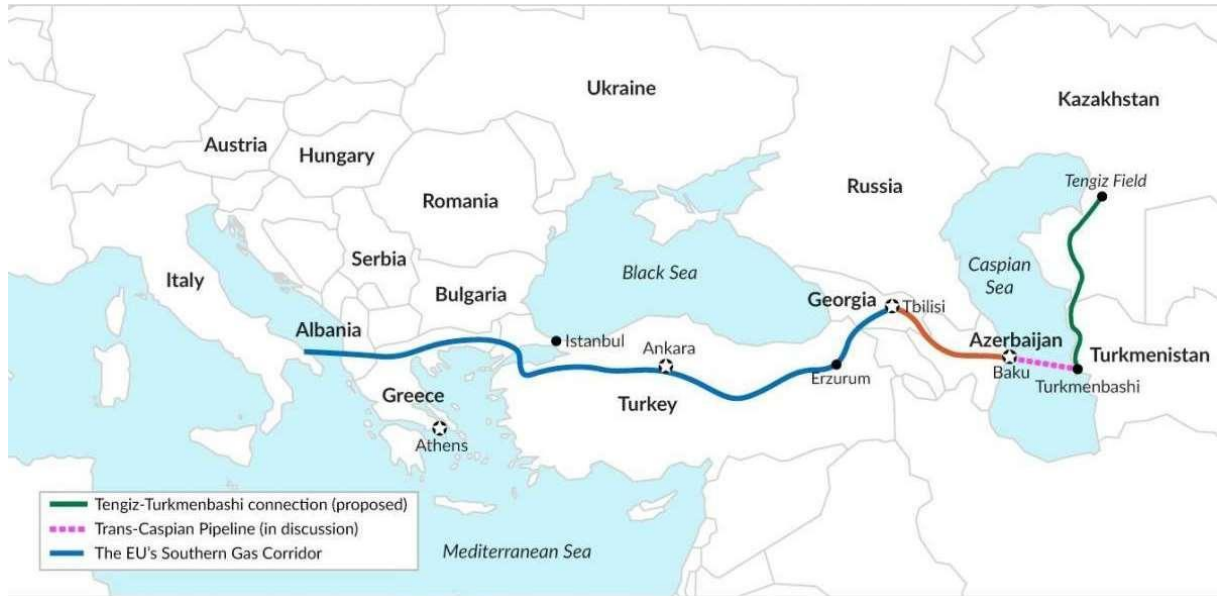 Ukraine
Kazakhstan
Austria
Hungary
Tengiz Field
Russia
Romania
Serbia
Caspian
Sea
Italy
Black Sea
Bulgaria
Georgia
Tbilisi
Albania
Istanbul
Azerbaijan
Ankara
Turkmenistan
Baku
Erzurum
Turkmenbashi
Greece
Turkey
Athens
Tengiz-Turkmenbashi connection (proposed)
Trans-Caspian Pipeline (in discussion)
The EU's Southern Gas Corridor
Mediterranean Sea